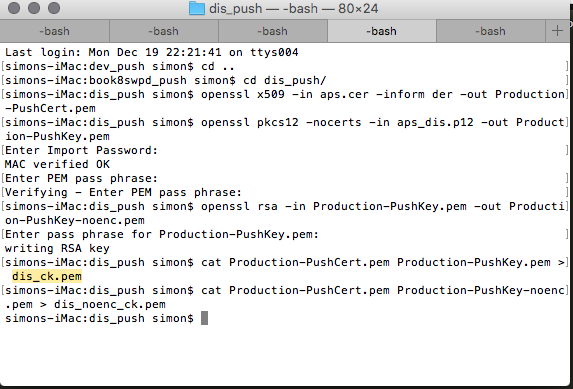 dis_push — -bash — 80×24
-bash -bash -bash -bash -bash +
Last login: Mon Dec 19 22:21:41 on ttys004
[simons-iMac:dev_push simon$ cd ..]
[simons-iMac:book8swpd_push simon$ cd dis_push/]
[simons-iMac:dis_push simon$ openssl x509 -in aps.cer -inform der -out Production]
-PushCert.pem
[simons-iMac:dis_push simon$ openssl pkcs12 -nocerts -in aps_dis.p12 -out Product]
ion-PushKey.pem
[Enter Import Password:]
MAC verified OK
[Enter PEM pass phrase:]
[Verifying - Enter PEM pass phrase:]
[simons-iMac:dis_push simon$ openssl rsa -in Production-PushKey.pem -out Producti]
on-PushKey-noenc.pem
[Enter pass phrase for Production-PushKey.pem:]
writing RSA key
[simons-iMac:dis_push simon$ cat Production-PushCert.pem Production-PushKey.pem >]
dis_ck.pem
[simons-iMac:dis_push simon$ cat Production-PushCert.pem Production-PushKey-noenc]
.pem > dis_noenc_ck.pem
simons-iMac:dis_push simon$